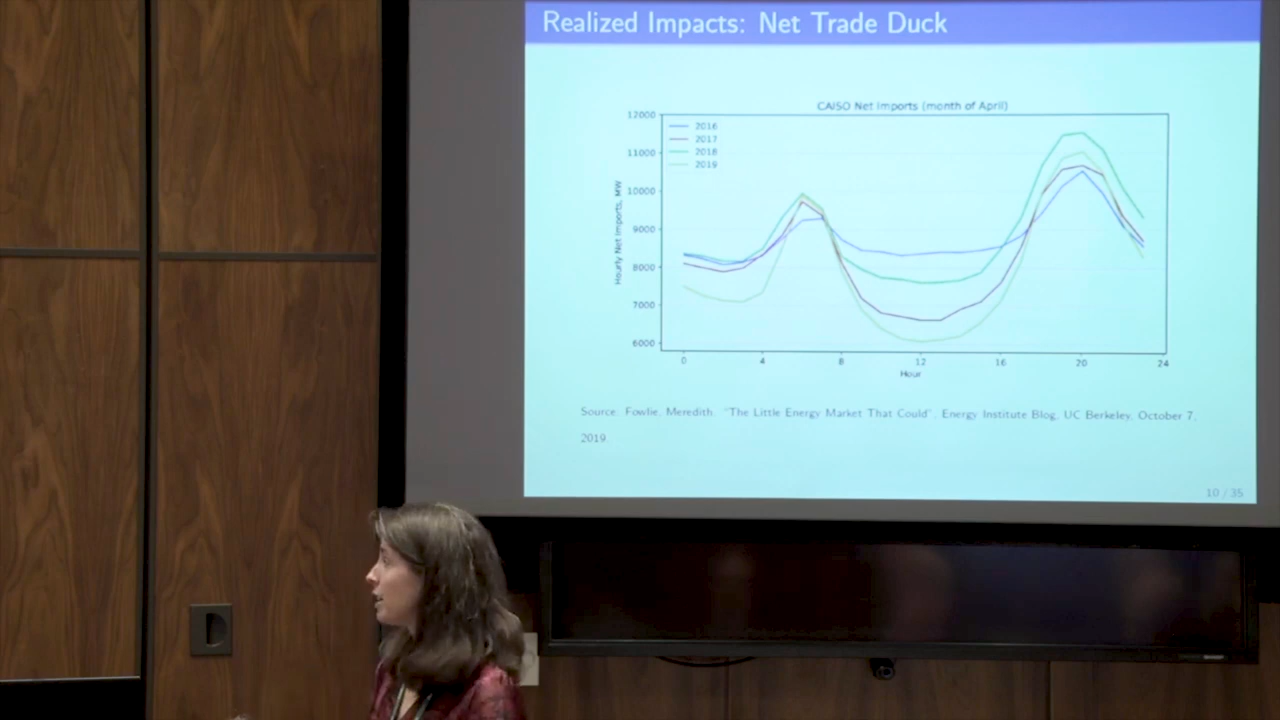 Realized Impacts: Net Trade Duck
CAISO Net Imports (month of April)
12000
11000
10000
9000
8000
7000
6000
Hourly Net Imports, MW
2016
2017
2018
2019
0 4 8 12 16 20 24
Hour
Source: Fowlie, Meredith. "The Little Energy Market That Could", Energy Institute Blog, UC Berkeley, October 7,
2019.
10 / 35